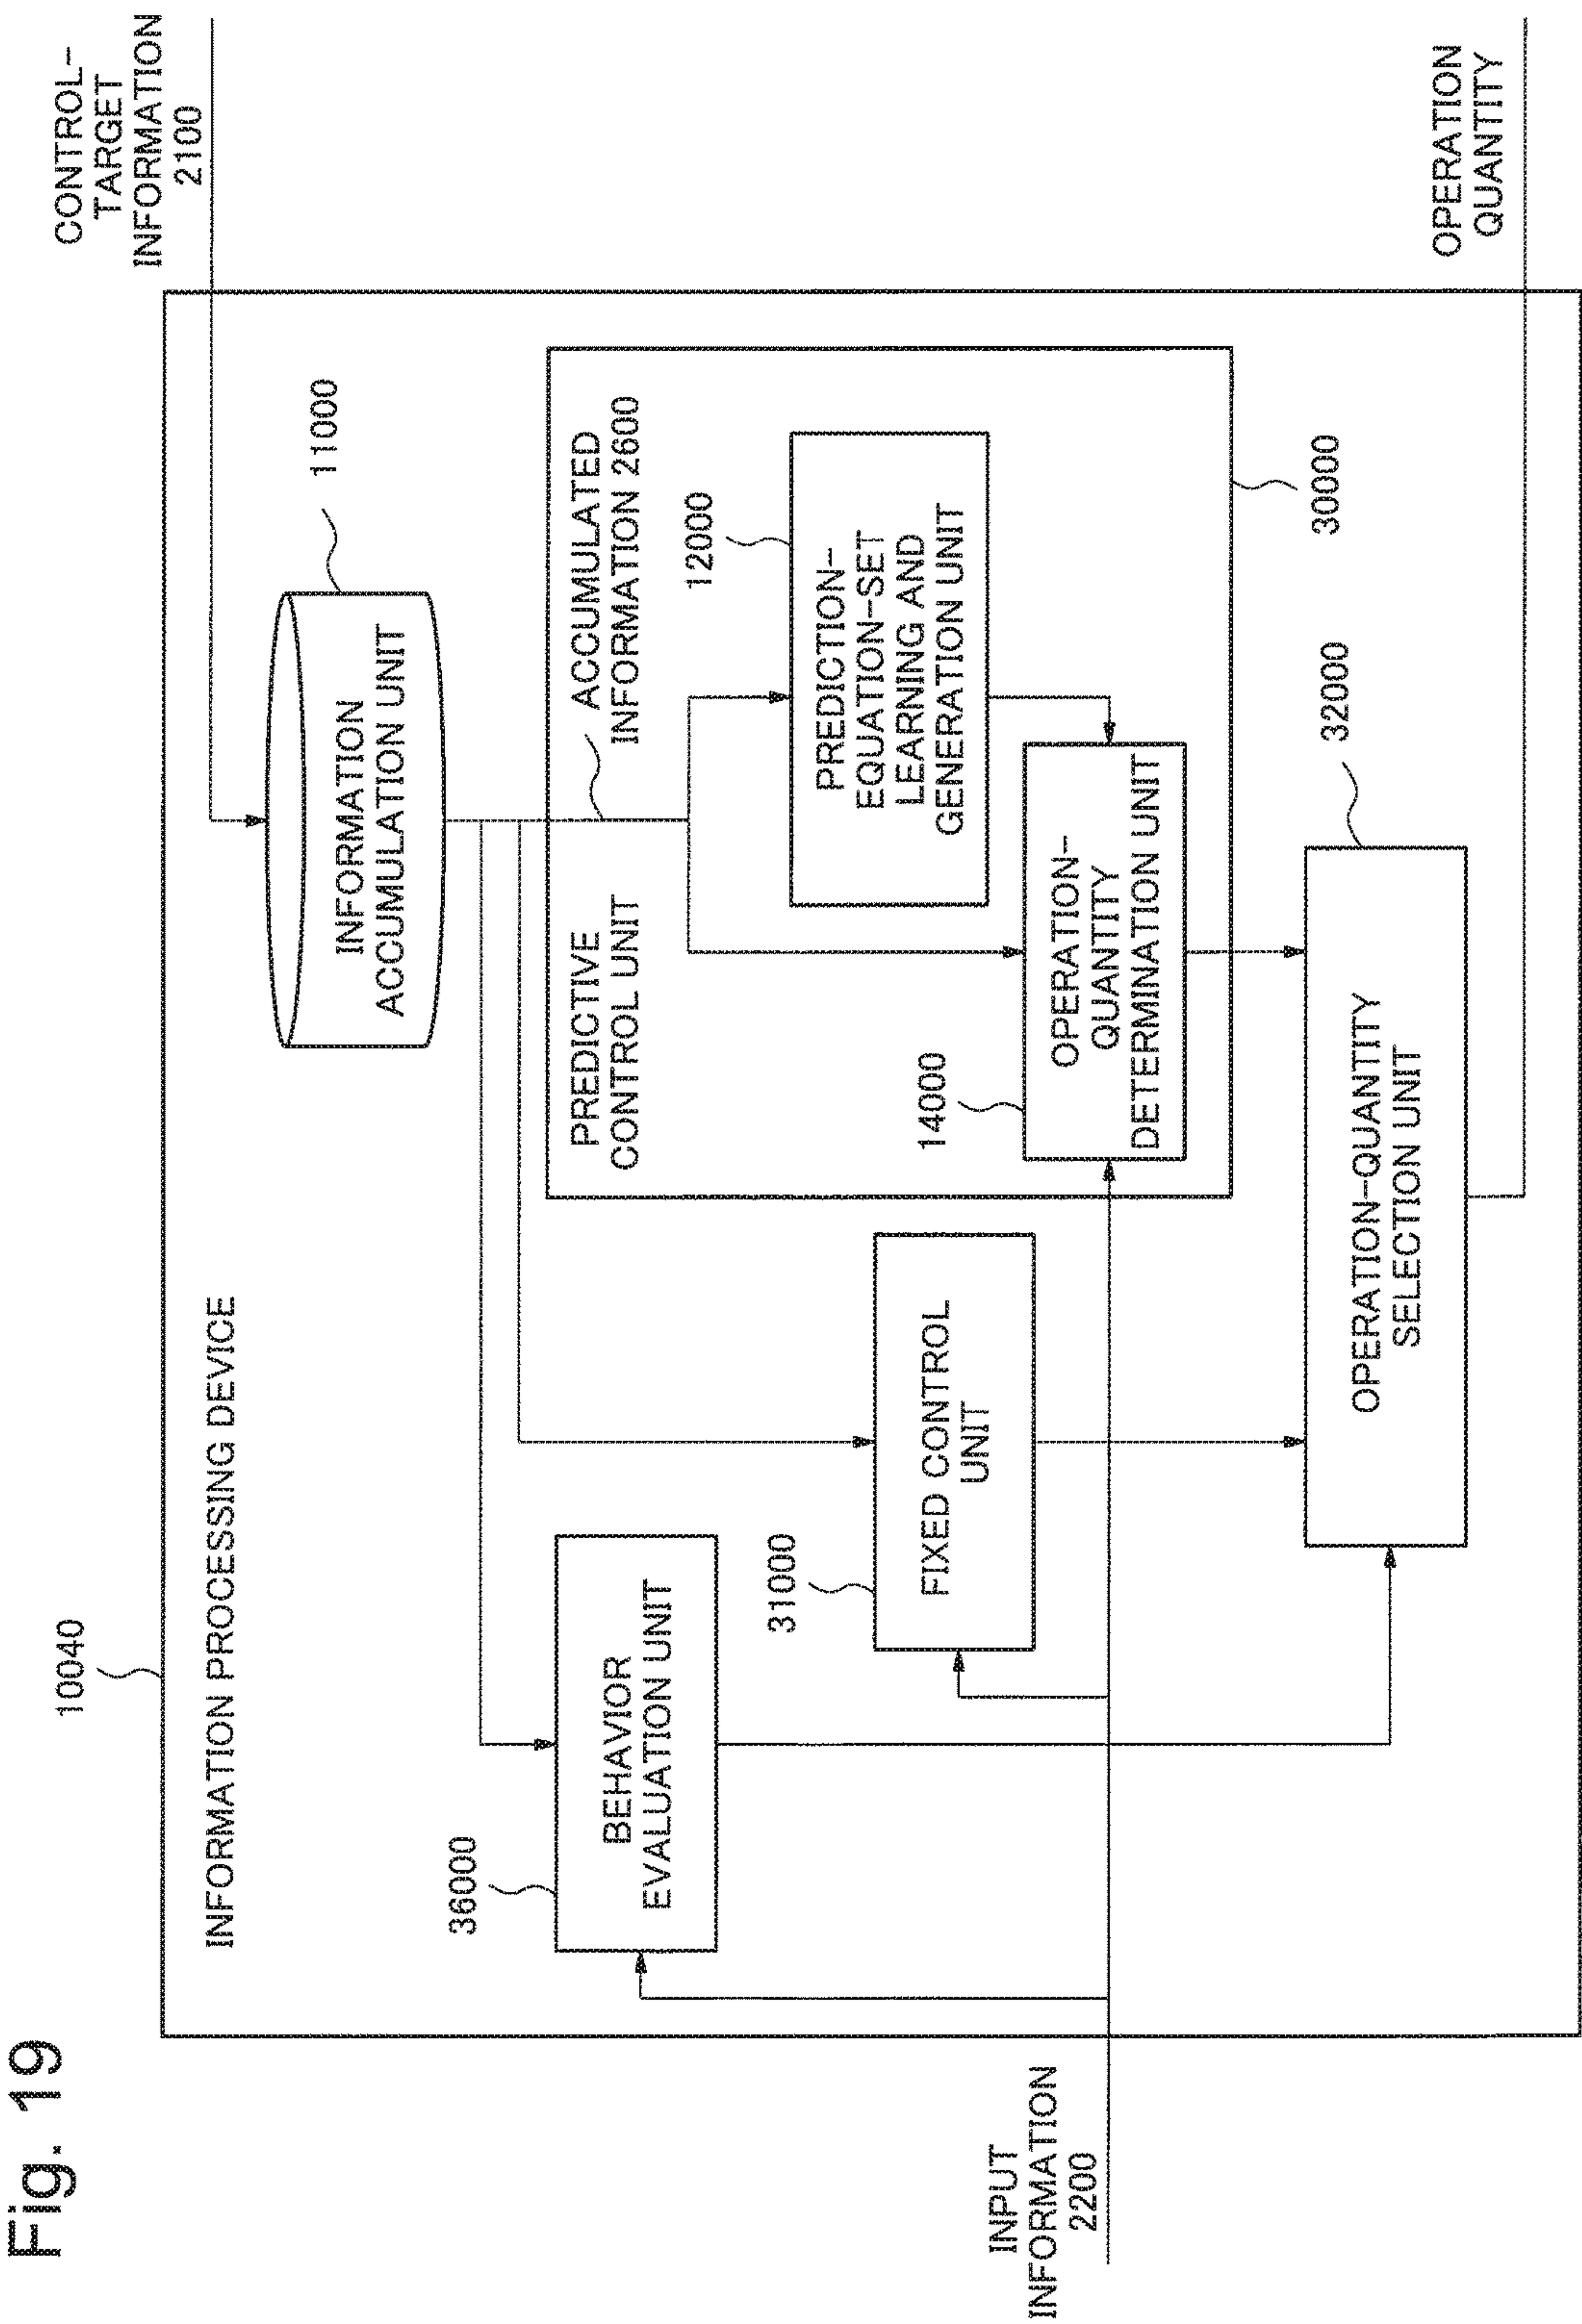 Fig. 19
10040
INFORMATION PROCESSING DEVICE
CONTROL-
TARGET
INFORMATION
2100
11000
INFORMATION
ACCUMULATION UNIT
36000
BEHAVIOR
EVALUATION UNIT
PREDICTIVE
CONTROL UNIT
ACCUMULATED
INFORMATION 2600
12000
PREDICTION-
EQUATION-SET
LEARNING AND
GENERATION UNIT
31000
FIXED CONTROL
UNIT
14000
OPERATION-
QUANTITY
DETERMINATION UNIT
INPUT
INFORMATION
2200
30000
32000
OPERATION-QUANTITY
SELECTION UNIT
OPERATION
QUANTITY